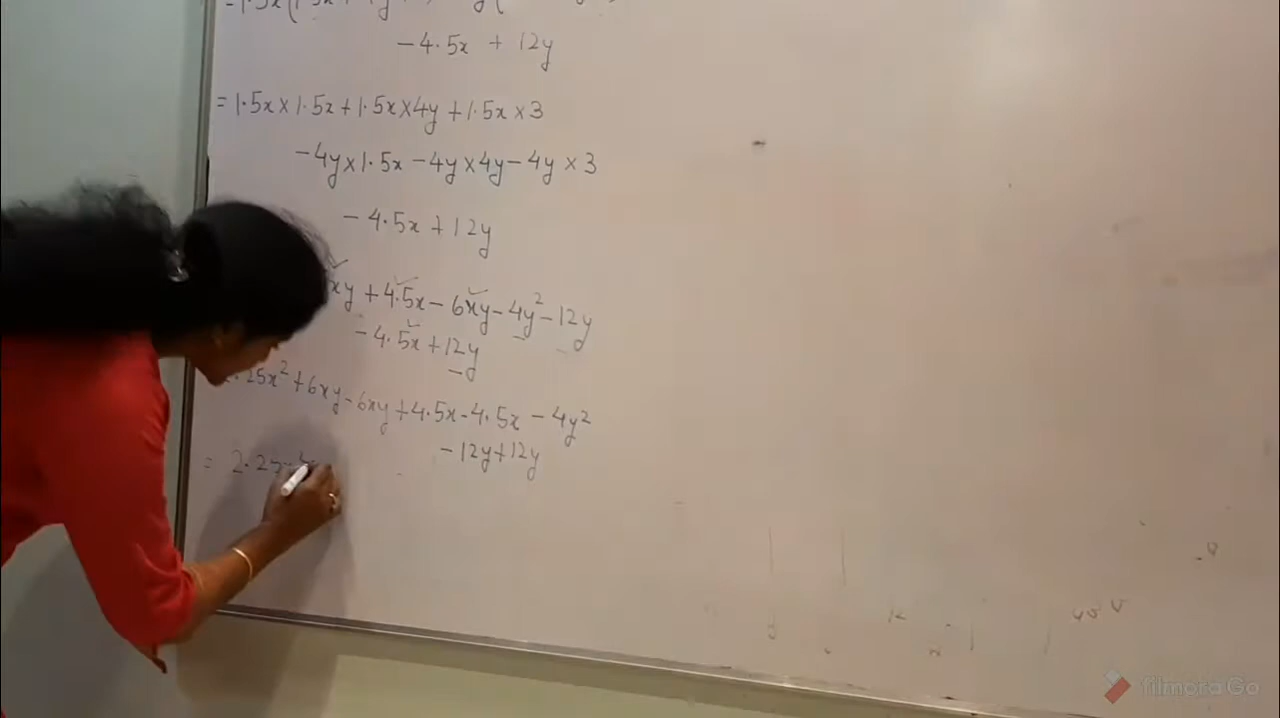 - 4.5x + 12y
= 1.5x × 1.5x + 1.5x × 4y + 1.5x × 3
- 4y × 1.5x - 4y × 4y - 4y × 3
- 4.5x + 12y
xy + 4.5x - 6xy - 4y² - 12y
- 4.5x + 12y
.25x² + 6xy - 6xy + 4.5x - 4.5x - 4y²
- 12y + 12y
= 2.25x²
filmora Go